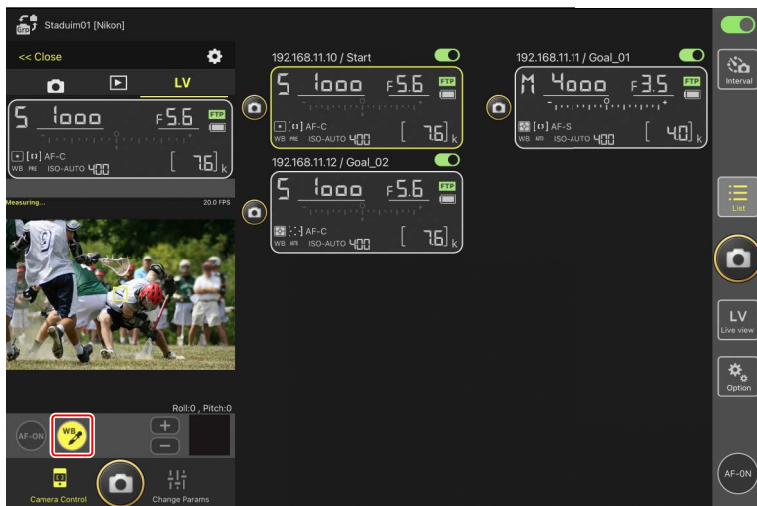 Grp Staduim01 [Nikon]
<< Close
LV
S 1000 F5.6 FTP
[ ] AF-C
WB PRE ISO-AUTO 400 [ 7.6] k
Measuring... 20.0 FPS
Roll:0 , Pitch:0
AF-ON WB + −
Camera Control Change Params
192.168.11.10 / Start
S 1000 F5.6 FTP
[ ] AF-C
WB PRE ISO-AUTO 400 [ 7.6] k
192.168.11.11 / Goal_01
M 4000 F3.5 FTP
[ ] AF-S
WB ISO-AUTO 400 [ 4.0] k
192.168.11.12 / Goal_02
S 1000 F5.6 FTP
AF-C
WB ISO-AUTO 400 [ 7.6] k
Interval
List
LV
Live view
Option
AF-ON